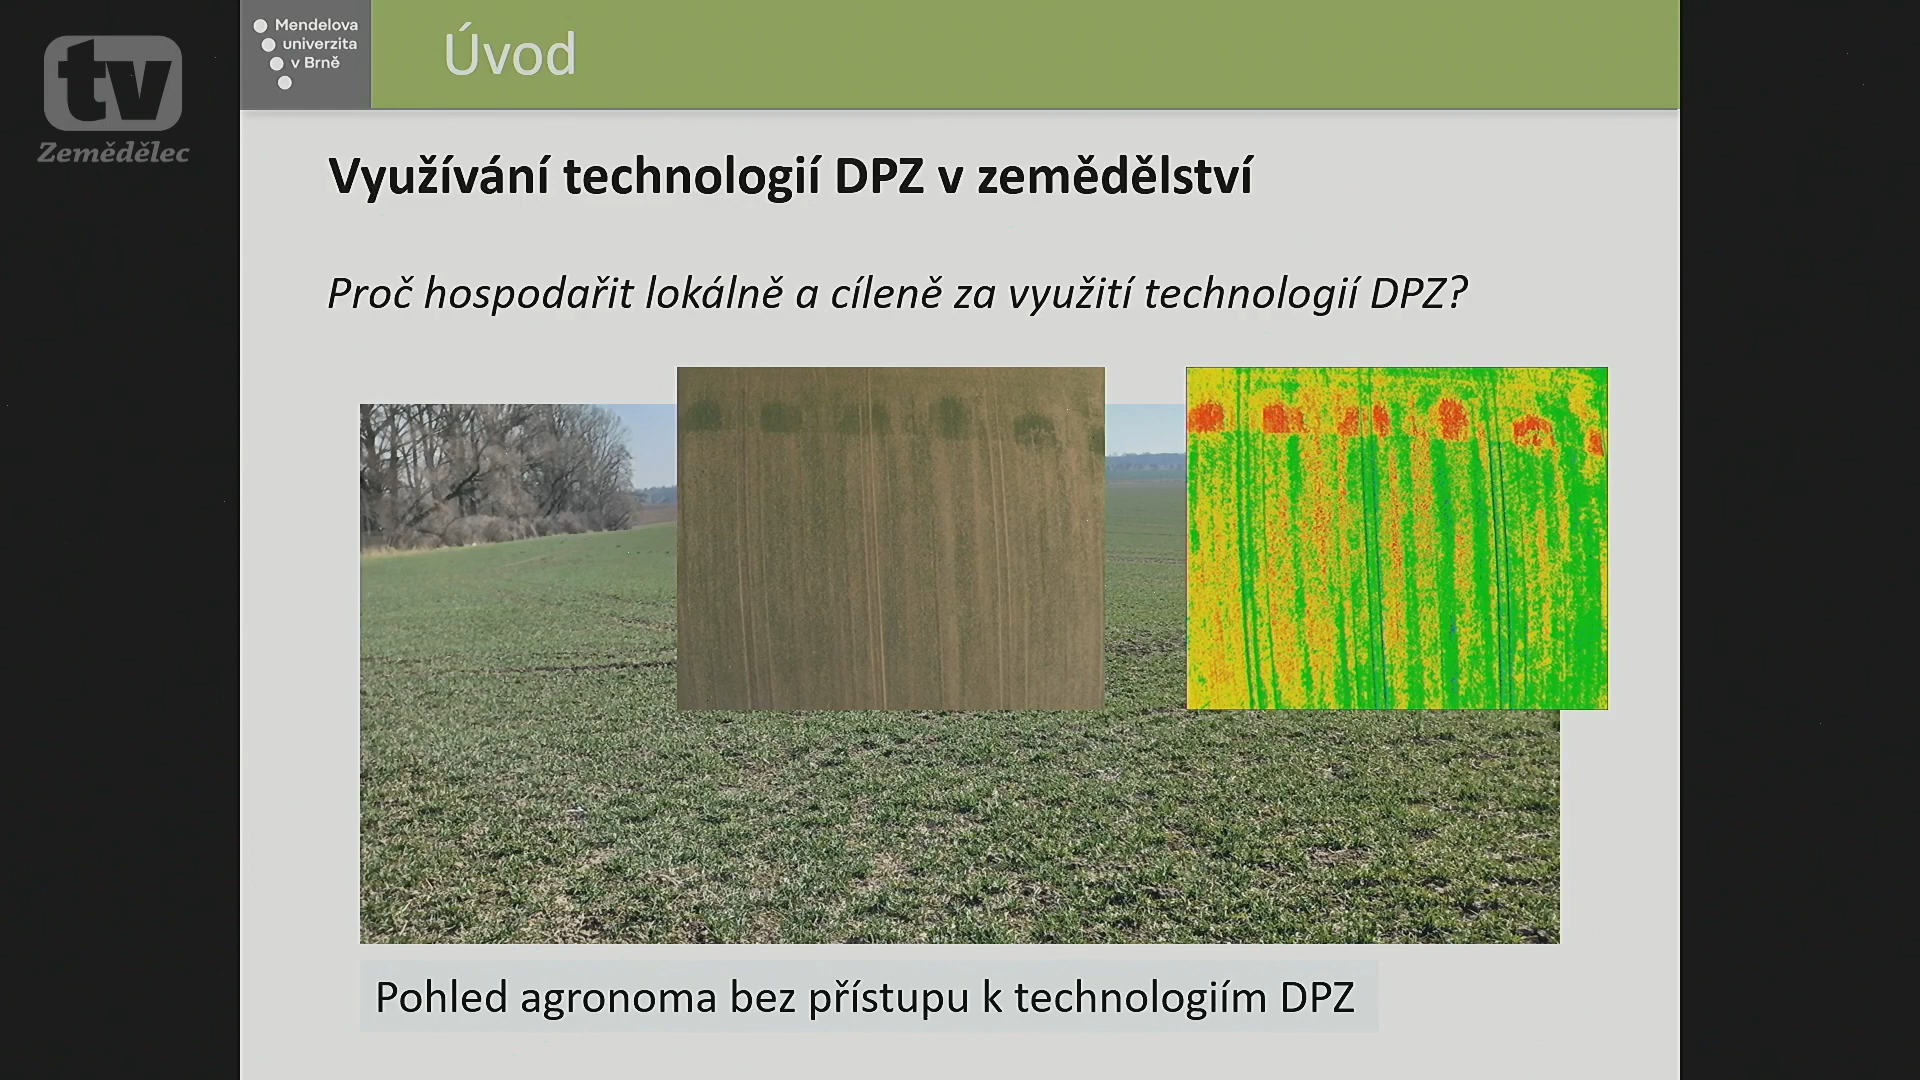 tv
Zemědělec
Mendelova
univerzita
v Brně
Úvod
Využívání technologií DPZ v zemědělství
Proč hospodařit lokálně a cíleně za využití technologií DPZ?
Pohled agronoma bez přístupu k technologiím DPZ